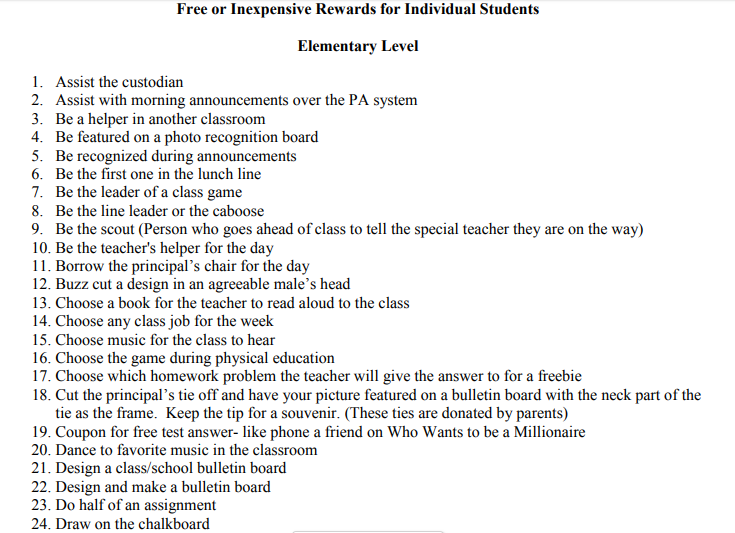 Free or Inexpensive Rewards for Individual Students
Elementary Level
1. Assist the custodian
2. Assist with morning announcements over the PA system
3. Be a helper in another classroom
4. Be featured on a photo recognition board
5. Be recognized during announcements
6. Be the first one in the lunch line
7. Be the leader of a class game
8. Be the line leader or the caboose
9. Be the scout (Person who goes ahead of class to tell the special teacher they are on the way)
10. Be the teacher's helper for the day
11. Borrow the principal’s chair for the day
12. Buzz cut a design in an agreeable male’s head
13. Choose a book for the teacher to read aloud to the class
14. Choose any class job for the week
15. Choose music for the class to hear
16. Choose the game during physical education
17. Choose which homework problem the teacher will give the answer to for a freebie
18. Cut the principal’s tie off and have your picture featured on a bulletin board with the neck part of the
tie as the frame.  Keep the tip for a souvenir. (These ties are donated by parents)
19. Coupon for free test answer- like phone a friend on Who Wants to be a Millionaire
20. Dance to favorite music in the classroom
21. Design a class/school bulletin board
22. Design and make a bulletin board
23. Do half of an assignment
24. Draw on the chalkboard